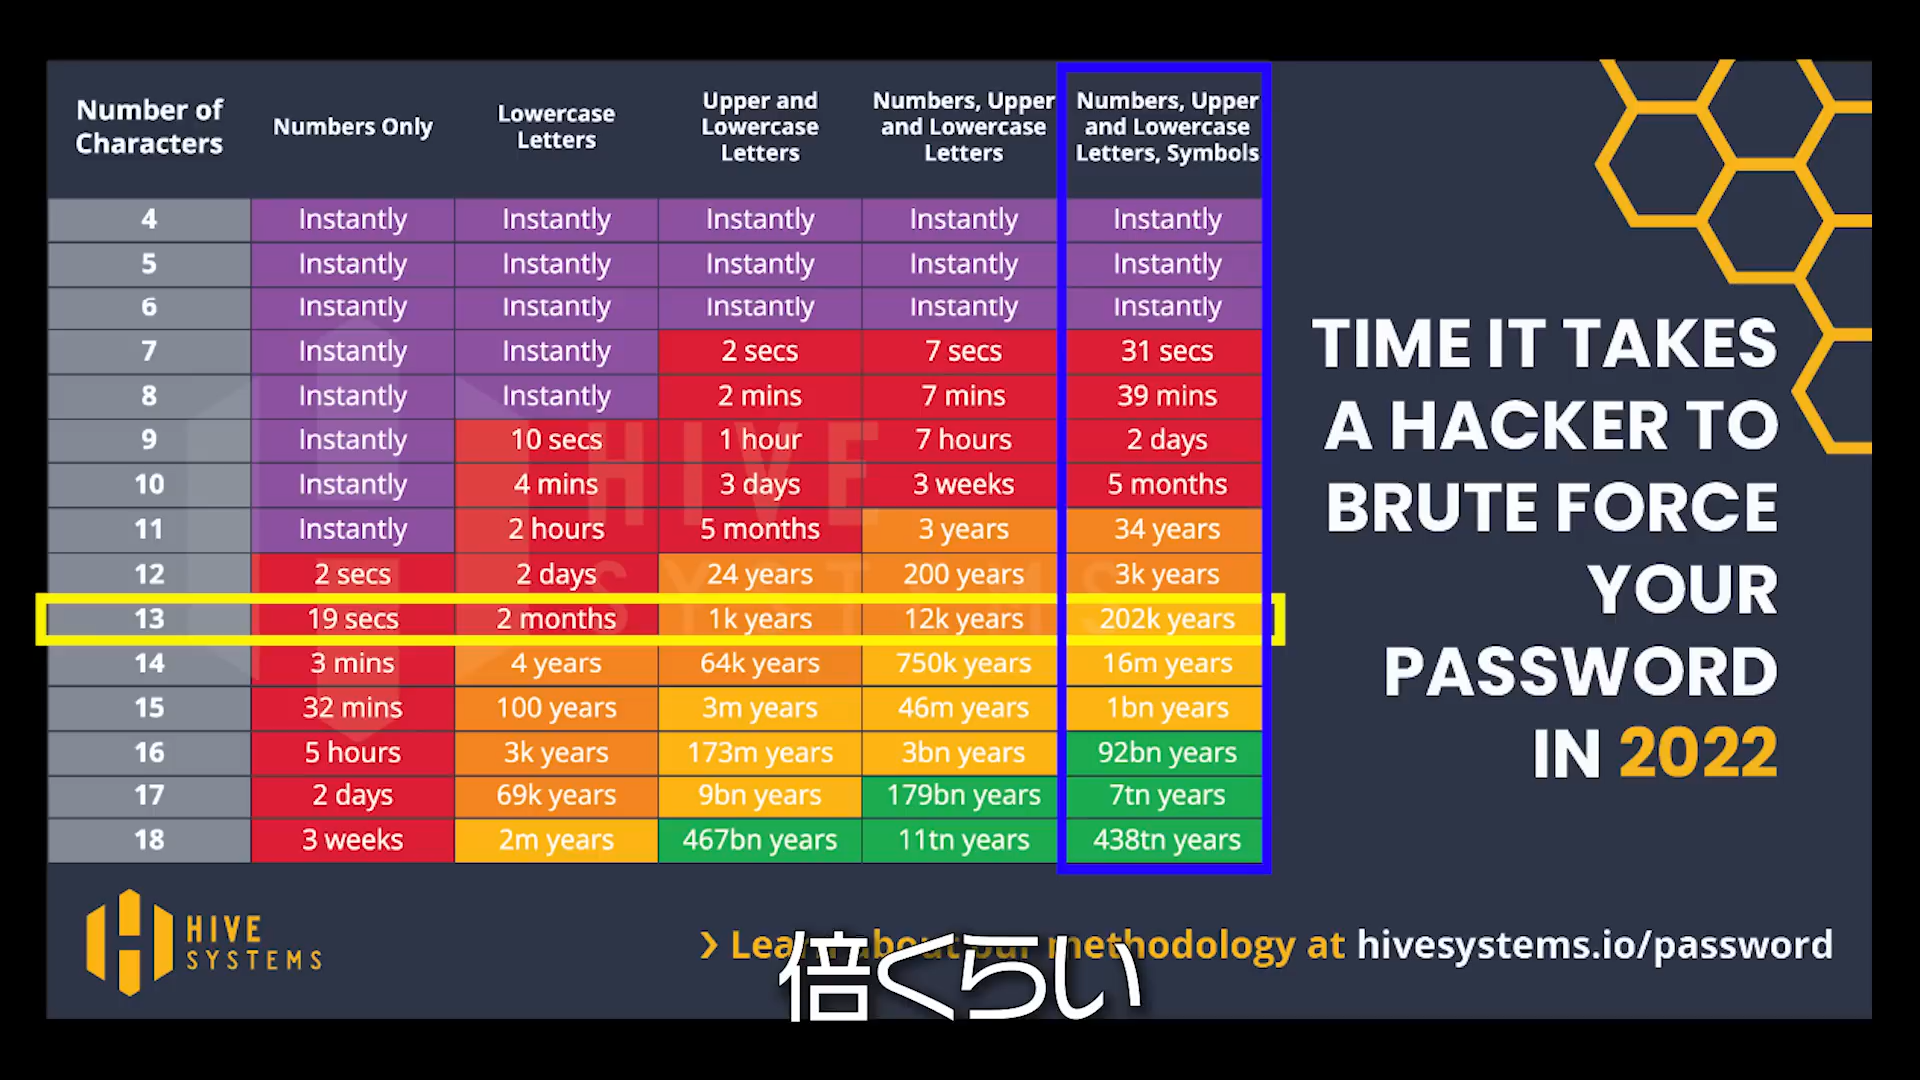 Number of Characters Numbers Only Lowercase Letters Upper and Lowercase Letters Numbers, Upper and Lowercase Letters Numbers, Upper and Lowercase Letters, Symbols
4 Instantly Instantly Instantly Instantly Instantly
5 Instantly Instantly Instantly Instantly Instantly
6 Instantly Instantly Instantly Instantly Instantly
7 Instantly Instantly 2 secs 7 secs 31 secs
8 Instantly Instantly 2 mins 7 mins 39 mins
9 Instantly 10 secs 1 hour 7 hours 2 days
10 Instantly 4 mins 3 days 3 weeks 5 months
11 Instantly 2 hours 5 months 3 years 34 years
12 2 secs 2 days 24 years 200 years 3k years
13 19 secs 2 months 1k years 12k years 202k years
14 3 mins 4 years 64k years 750k years 16m years
15 32 mins 100 years 3m years 46m years 1bn years
16 5 hours 3k years 173m years 3bn years 92bn years
17 2 days 69k years 9bn years 179bn years 7tn years
18 3 weeks 2m years 467bn years 11tn years 438tn years
HIVE
SYSTEMS
TIME IT TAKES
A HACKER TO
BRUTE FORCE
YOUR
PASSWORD
IN 2022
HIVE
SYSTEMS
› Learn about our methodology at hivesystems.io/password
倍くらい